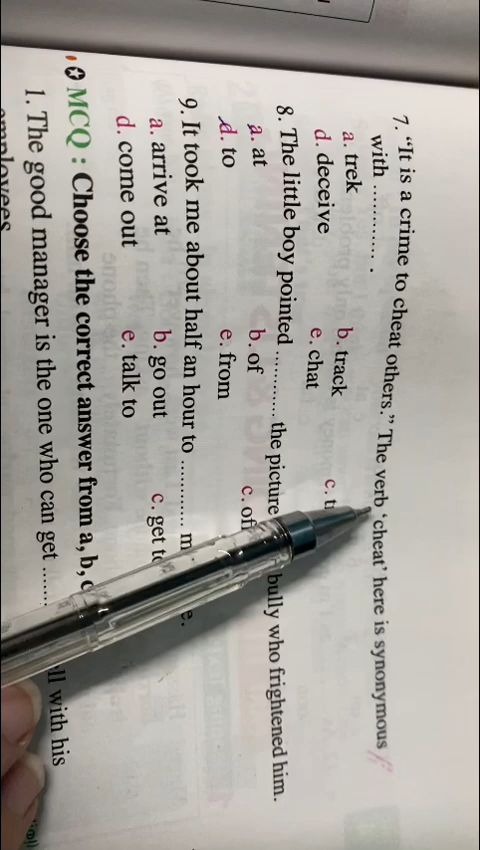 7. "It is a crime to cheat others." The verb 'cheat' here is synonymous
with ............ .
a. trek b. track c.
d. deceive e. chat
8. The little boy pointed ............ the picture bully who frightened him.
a. at b. of c. of
d. to e. from
9. It took me about half an hour to ............
a. arrive at b. go out c. get
d. come out e. talk to
MCQ : Choose the correct answer from a, b,
1. The good manager is the one who can get ...... with his